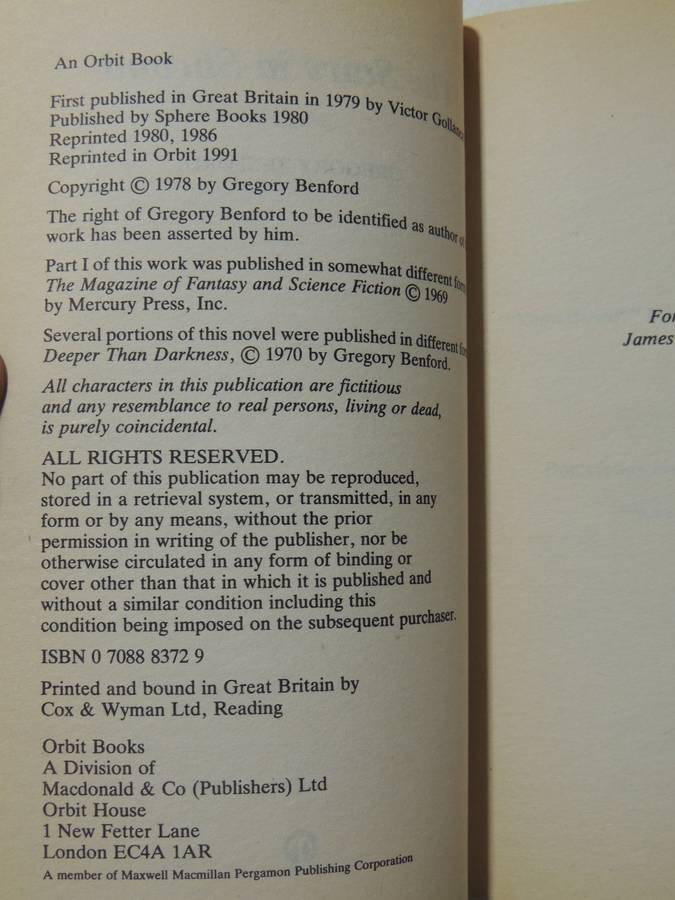 An Orbit Book
First published in Great Britain in 1979 by Victor
Published by Sphere Books 1980
Reprinted 1980, 1986
Reprinted in Orbit 1991
Copyright © 1978 by Gregory Benford
The right of Gregory Benford to be identified as author of
work has been asserted by him.
Part I of this work was published in somewhat different form
The Magazine of Fantasy and Science Fiction © 1969
by Mercury Press, Inc.
Several portions of this novel were published in different
Deeper Than Darkness, © 1970 by Gregory Benford.
All characters in this publication are fictitious
and any resemblance to real persons, living or dead,
is purely coincidental.
ALL RIGHTS RESERVED.
No part of this publication may be reproduced,
stored in a retrieval system, or transmitted, in any
form or by any means, without the prior
permission in writing of the publisher, nor be
otherwise circulated in any form of binding or
cover other than that in which it is published and
without a similar condition including this
condition being imposed on the subsequent purchaser.
ISBN 0 7088 8372 9
Printed and bound in Great Britain by
Cox & Wyman Ltd, Reading
Orbit Books
A Division of
Macdonald & Co (Publishers) Ltd
Orbit House
1 New Fetter Lane
London EC4A 1AR
A member of Maxwell Macmillan Pergamon Publishing Corporation
For
James